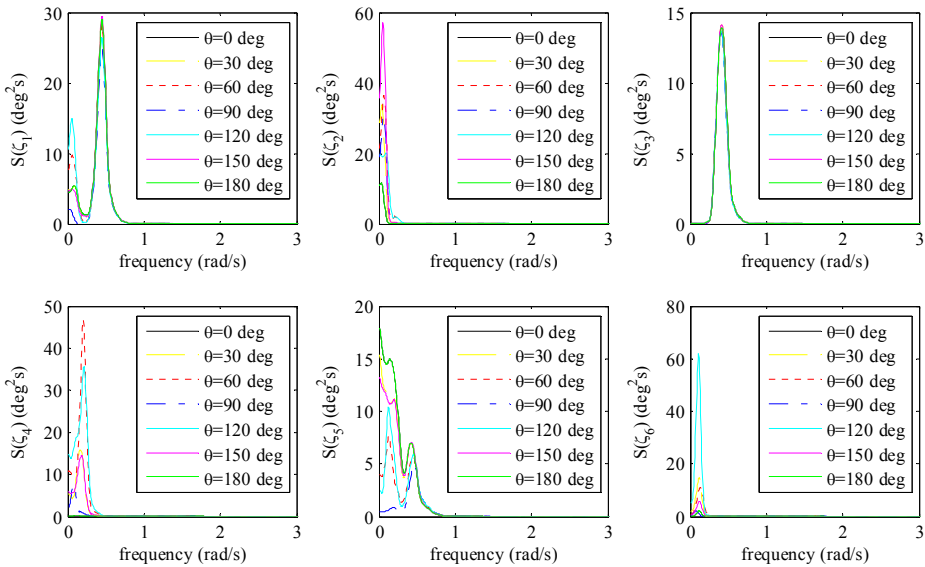 30
20
10
0
0 1 2 3
S(ζ1) (deg²s)
frequency (rad/s)
θ=0 deg
θ=30 deg
θ=60 deg
θ=90 deg
θ=120 deg
θ=150 deg
θ=180 deg
60
40
20
0
0 1 2 3
S(ζ2) (deg²s)
frequency (rad/s)
θ=0 deg
θ=30 deg
θ=60 deg
θ=90 deg
θ=120 deg
θ=150 deg
θ=180 deg
15
10
5
0
0 1 2 3
S(ζ3) (deg²s)
frequency (rad/s)
θ=0 deg
θ=30 deg
θ=60 deg
θ=90 deg
θ=120 deg
θ=150 deg
θ=180 deg
50
40
30
20
10
0
0 1 2 3
S(ζ4) (deg²s)
frequency (rad/s)
θ=0 deg
θ=30 deg
θ=60 deg
θ=90 deg
θ=120 deg
θ=150 deg
θ=180 deg
20
15
10
5
0
0 1 2 3
S(ζ5) (deg²s)
frequency (rad/s)
θ=0 deg
θ=30 deg
θ=60 deg
θ=90 deg
θ=120 deg
θ=150 deg
θ=180 deg
80
60
40
20
0
0 1 2 3
S(ζ6) (deg²s)
frequency (rad/s)
θ=0 deg
θ=30 deg
θ=60 deg
θ=90 deg
θ=120 deg
θ=150 deg
θ=180 deg